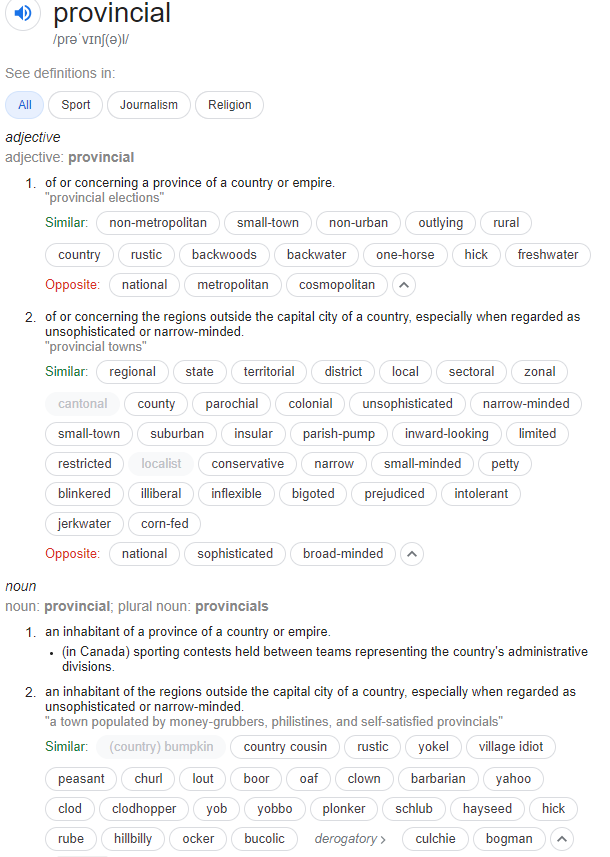 provincial
/prəˈvɪnʃ(ə)l/
See definitions in:
All Sport Journalism Religion
adjective
adjective: provincial
1. of or concerning a province of a country or empire.
"provincial elections"
Similar: non-metropolitan small-town non-urban outlying rural
country rustic backwoods backwater one-horse hick freshwater
Opposite: national metropolitan cosmopolitan
2. of or concerning the regions outside the capital city of a country, especially when regarded as
unsophisticated or narrow-minded.
"provincial towns"
Similar: regional state territorial district local sectoral zonal
cantonal county parochial colonial unsophisticated narrow-minded
small-town suburban insular parish-pump inward-looking limited
restricted localist conservative narrow small-minded petty
blinkered illiberal inflexible bigoted prejudiced intolerant
jerkwater corn-fed
Opposite: national sophisticated broad-minded
noun
noun: provincial; plural noun: provincials
1. an inhabitant of a province of a country or empire.
• (in Canada) sporting contests held between teams representing the country's administrative
divisions.
2. an inhabitant of the regions outside the capital city of a country, especially when regarded as
unsophisticated or narrow-minded.
"a town populated by money-grubbers, philistines, and self-satisfied provincials"
Similar: (country) bumpkin country cousin rustic yokel village idiot
peasant churl lout boor oaf clown barbarian yahoo
clod clodhopper yob yobbo plonker schlub hayseed hick
rube hillbilly ocker bucolic derogatory culchie bogman